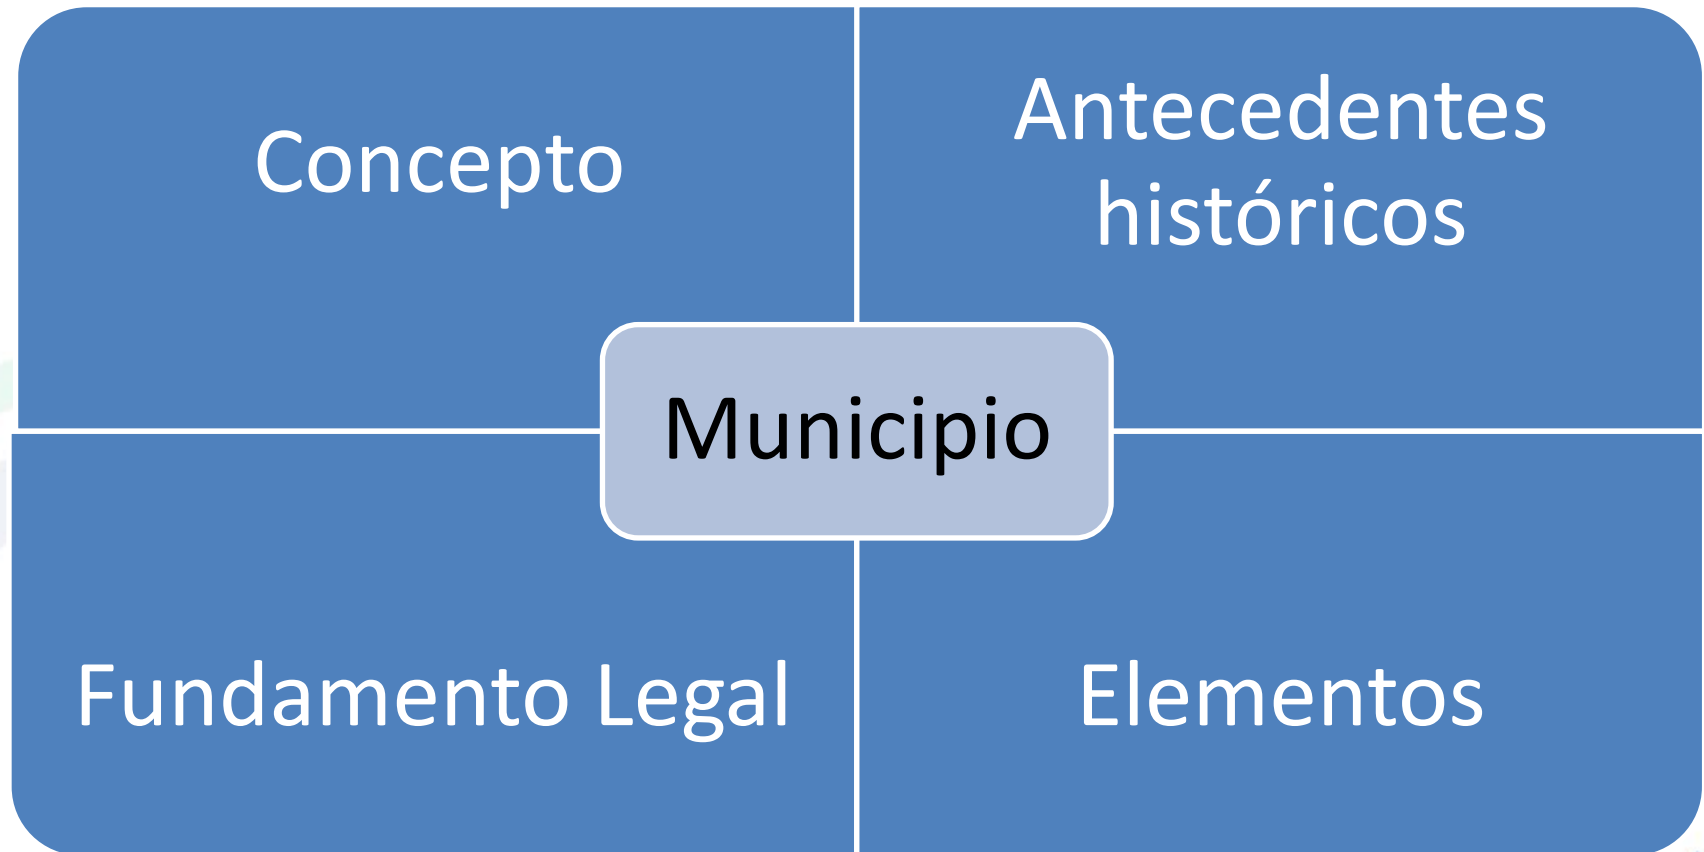 Concepto
Antecedentes
históricos
Municipio
Fundamento Legal
Elementos